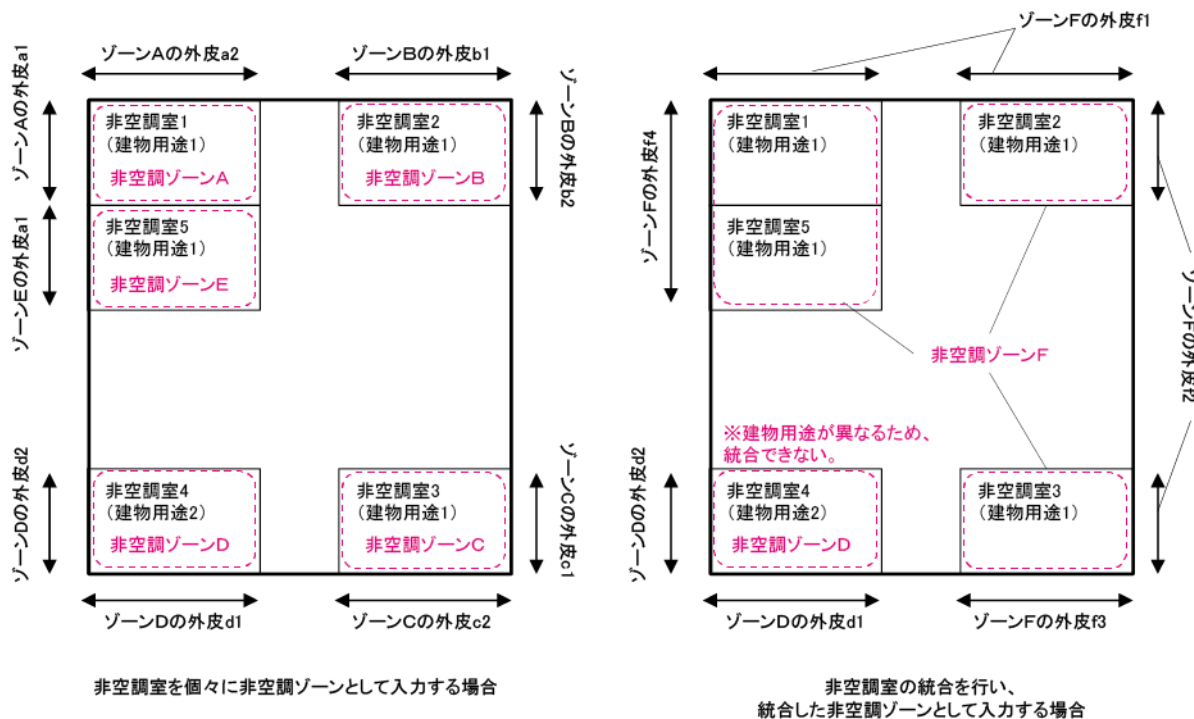 ゾーンAの外皮a2
ゾーンBの外皮b1
ゾーンAの外皮a1
ゾーンEの外皮a1
ゾーンDの外皮d2
非空調室1
(建物用途1)
非空調ゾーンA
非空調室2
(建物用途1)
非空調ゾーンB
非空調室5
(建物用途1)
非空調ゾーンE
非空調室4
(建物用途2)
非空調ゾーンD
非空調室3
(建物用途1)
非空調ゾーンC
ゾーンBの外皮b2
ゾーンCの外皮c1
ゾーンDの外皮d1
ゾーンCの外皮c2
非空調室を個々に非空調ゾーンとして入力する場合
ゾーンFの外皮f1
ゾーンFの外皮f4
ゾーンDの外皮d2
非空調室1
(建物用途1)
非空調室2
(建物用途1)
非空調室5
(建物用途1)
非空調ゾーンF
※建物用途が異なるため、
統合できない。
非空調室4
(建物用途2)
非空調ゾーンD
非空調室3
(建物用途1)
ゾーンFの外皮f2
ゾーンDの外皮d1
ゾーンFの外皮f3
非空調室の統合を行い、
統合した非空調ゾーンとして入力する場合